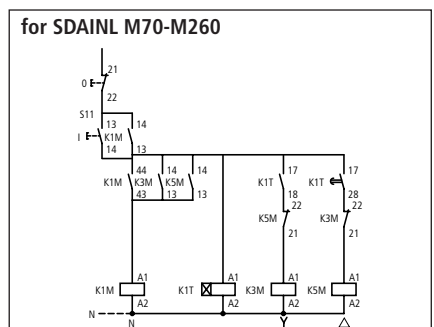 for SDAINL M70-M260
21
0
22
S11
13 14
I K1M
14 13
44 14 14
K1M K3M K5M
43 13 13
17 17
K1T K1T
18 28
22 22
K5M K3M
21 21
A1 A1 A1 A1
K1M K1T K3M K5M
A2 A2 A2 A2
N
N Y